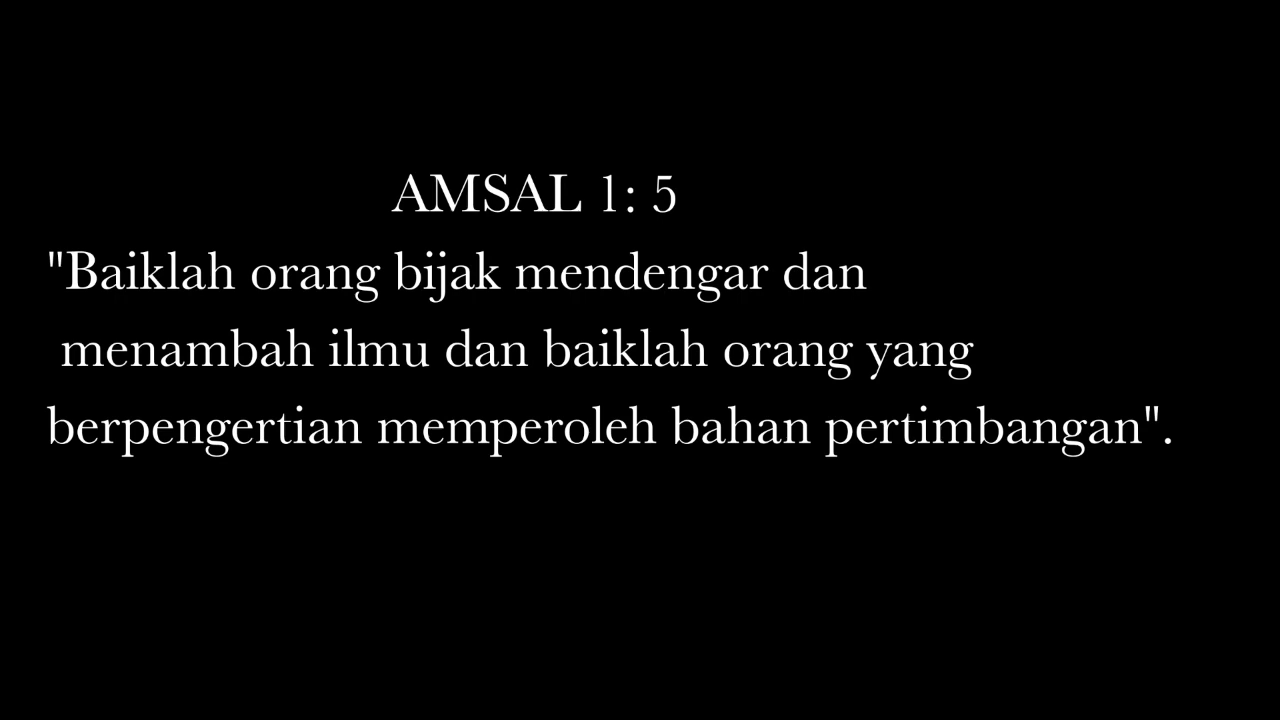 AMSAL 1: 5
"Baiklah orang bijak mendengar dan
menambah ilmu dan baiklah orang yang
berpengertian memperoleh bahan pertimbangan".